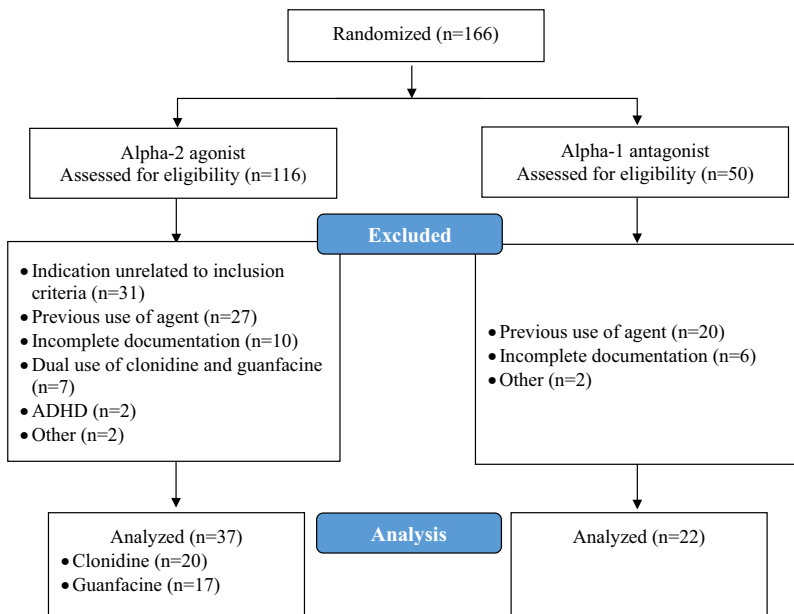 Randomized (n=166)
Alpha-2 agonist
Assessed for eligibility (n=116)
Alpha-1 antagonist
Assessed for eligibility (n=50)
Excluded
• Indication unrelated to inclusion
criteria (n=31)
• Previous use of agent (n=27)
• Incomplete documentation (n=10)
• Dual use of clonidine and guanfacine
(n=7)
• ADHD (n=2)
• Other (n=2)
• Previous use of agent (n=20)
• Incomplete documentation (n=6)
• Other (n=2)
Analyzed (n=37)
• Clonidine (n=20)
• Guanfacine (n=17)
Analysis
Analyzed (n=22)